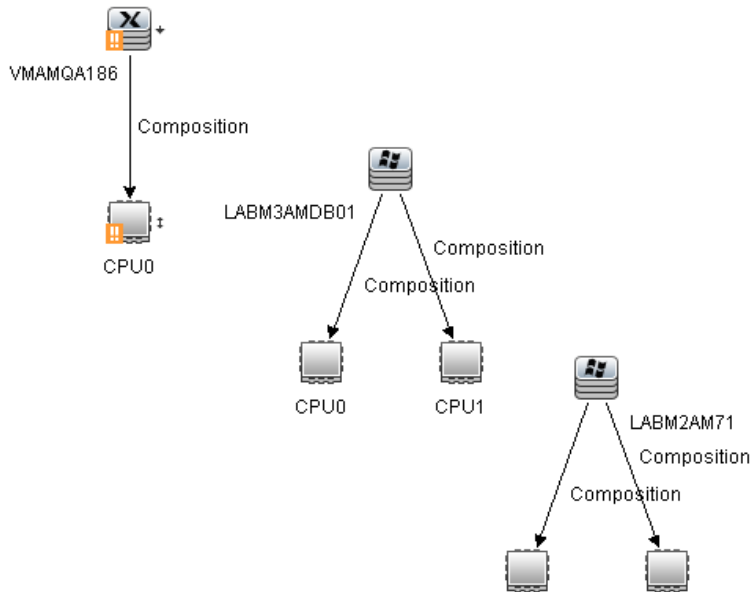 VMAMQA186
Composition
CPU0
LABM3AMDB01
Composition
Composition
CPU0
CPU1
LABM2AM71
Composition
Composition